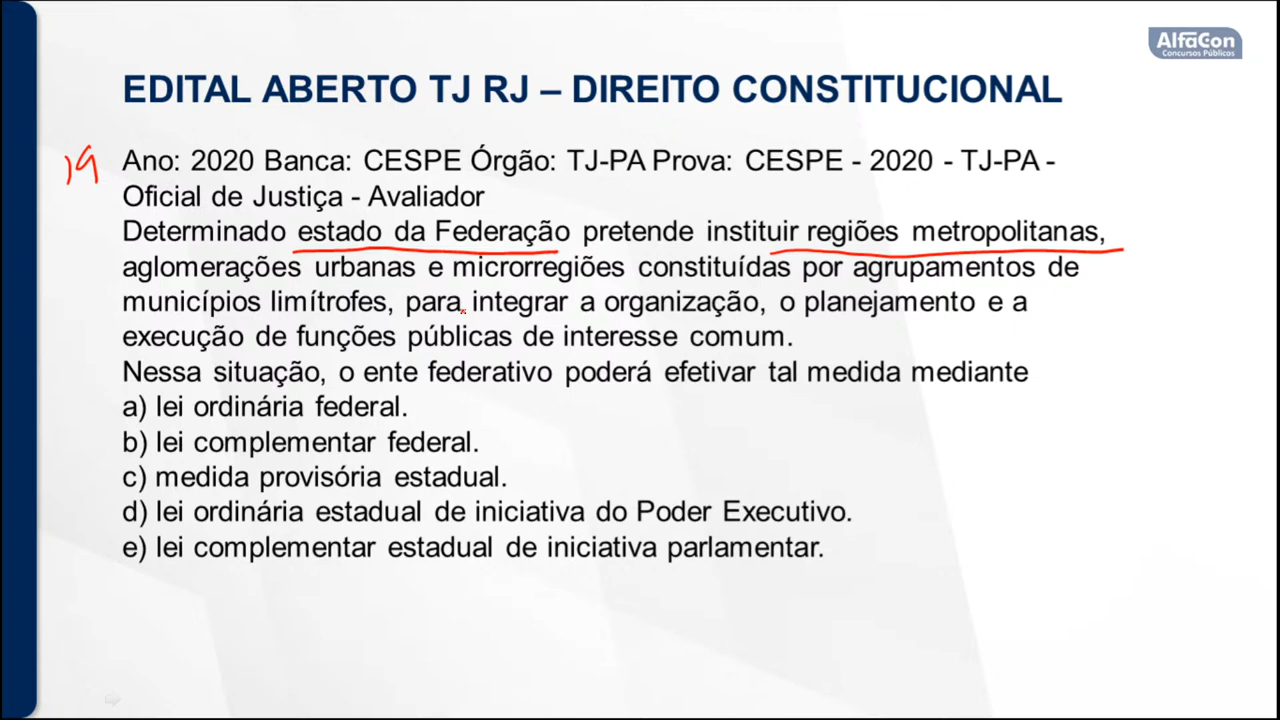 AlfaCon
Concursos Públicos
EDITAL ABERTO TJ RJ – DIREITO CONSTITUCIONAL
19
Ano: 2020 Banca: CESPE Órgão: TJ-PA Prova: CESPE - 2020 - TJ-PA -
Oficial de Justiça - Avaliador
Determinado estado da Federação pretende instituir regiões metropolitanas,
aglomerações urbanas e microrregiões constituídas por agrupamentos de
municípios limítrofes, para integrar a organização, o planejamento e a
execução de funções públicas de interesse comum.
Nessa situação, o ente federativo poderá efetivar tal medida mediante
a) lei ordinária federal.
b) lei complementar federal.
c) medida provisória estadual.
d) lei ordinária estadual de iniciativa do Poder Executivo.
e) lei complementar estadual de iniciativa parlamentar.